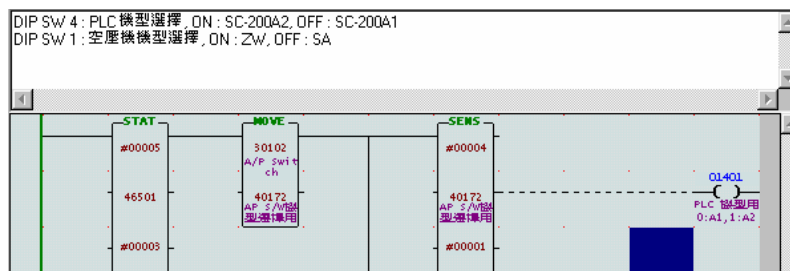 DIP SW 4 : PLC 機型選擇, ON : SC-200A2, OFF : SC-200A1
DIP SW 1 : 空壓機機型選擇, ON : ZW, OFF : SA
STAT MOVE SENS
#00005 30102 #00004
A/P Swit
ch
01401
46501 40172 40172
AP S/W機 AP S/W機 PLC 機型用
型選擇用 型選擇用 0:A1,1:A2
#00003 #00001